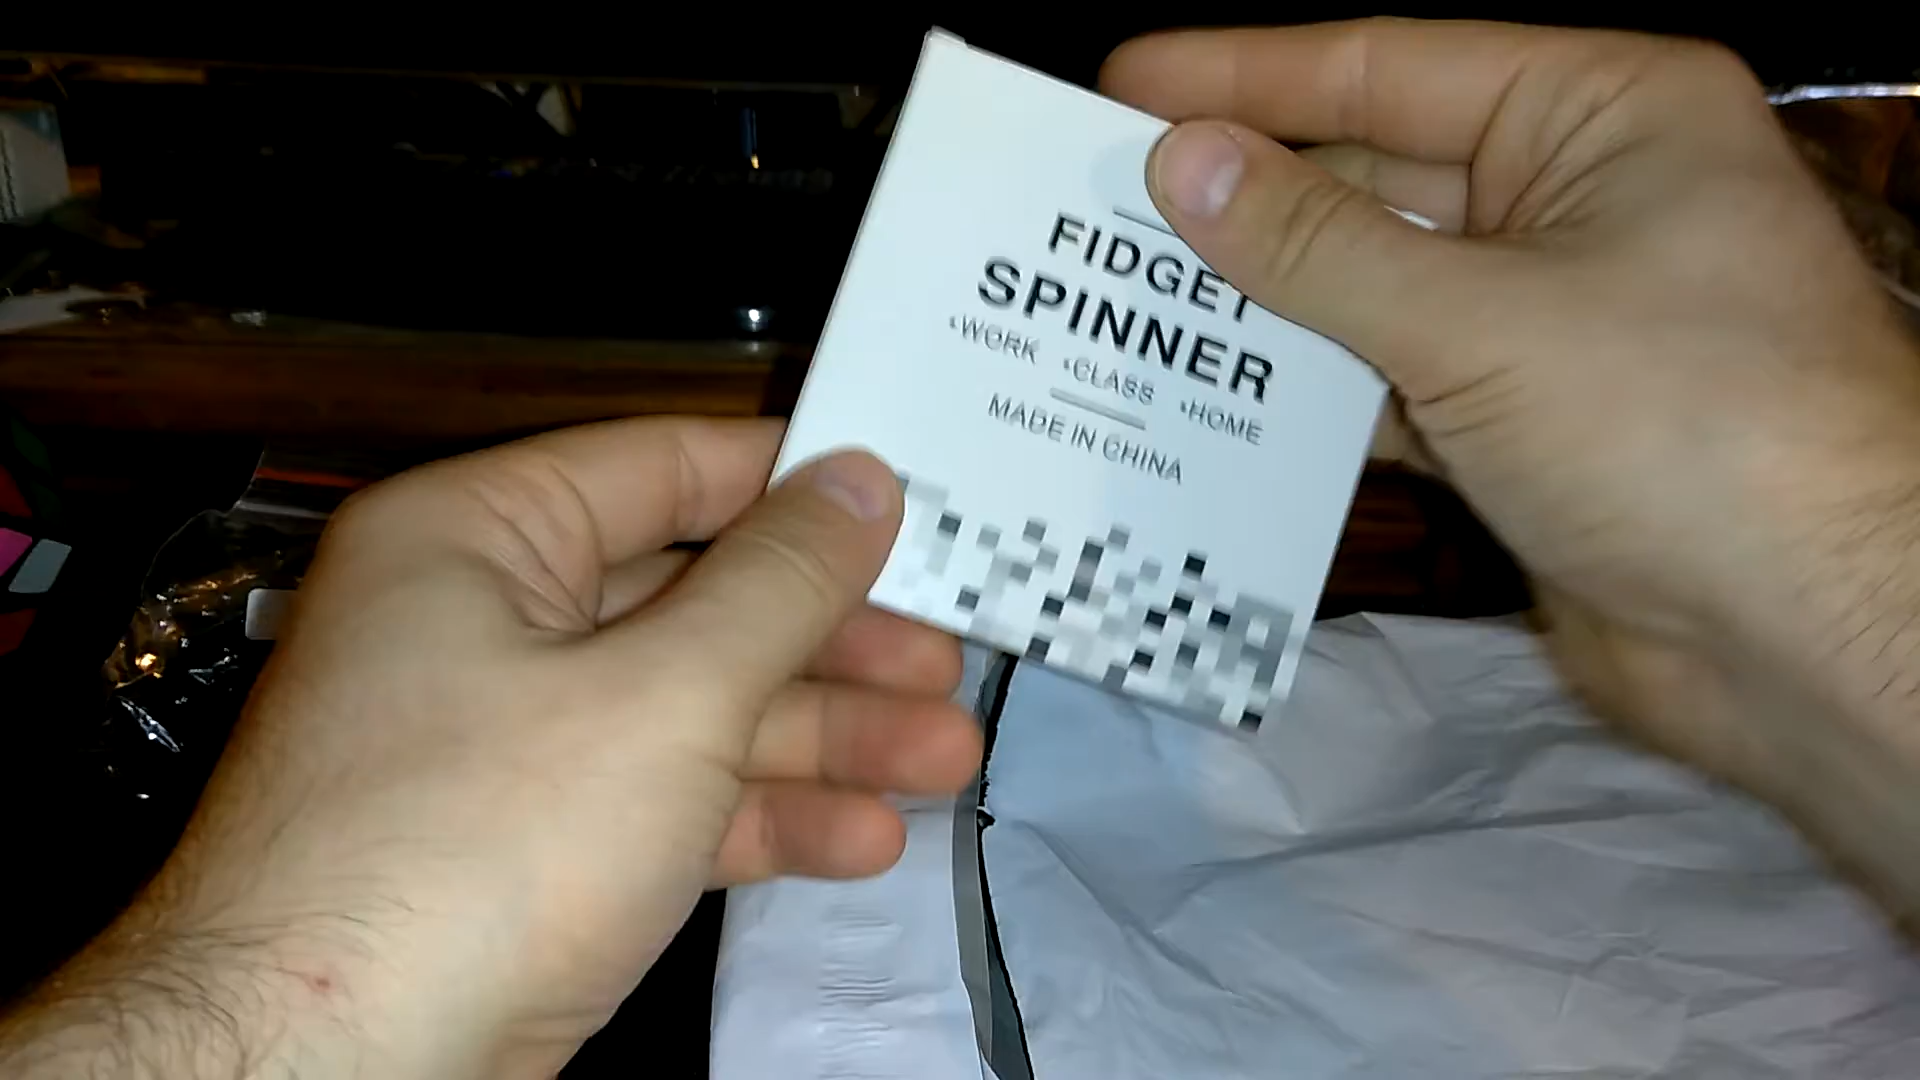 FIDGET
SPINNER
•WORK •CLASS •HOME
MADE IN CHINA